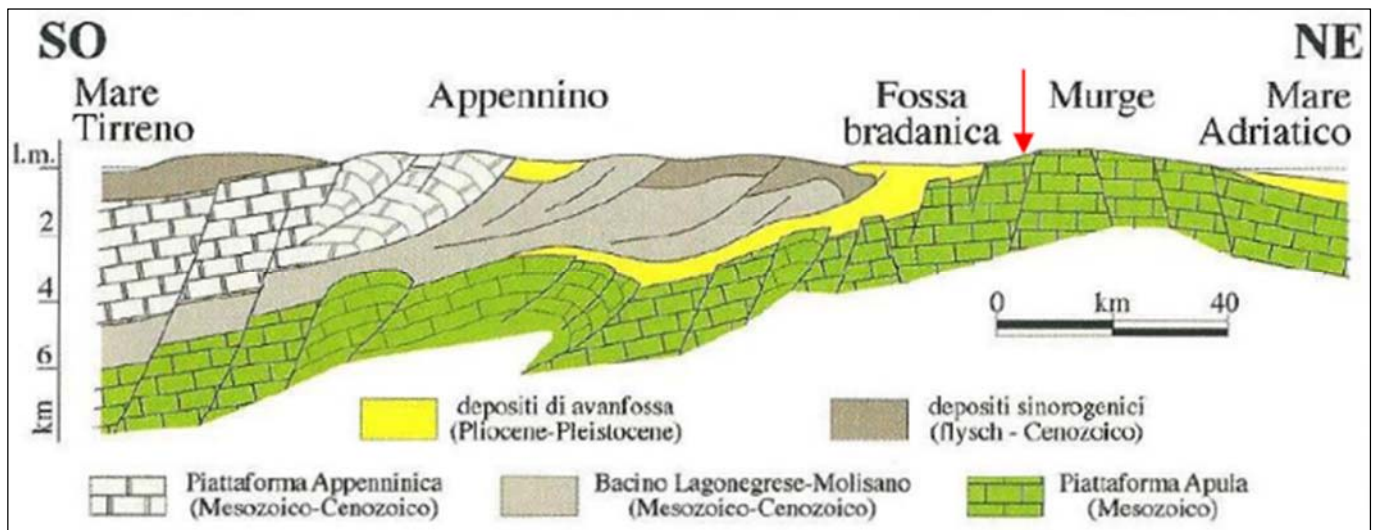 SO
NE
Mare
Tirreno
Appennino
Fossa
bradanica
Murge
Mare
Adriatico
l.m.
2
4
6
km
0 km 40
depositi di avanfossa
(Pliocene-Pleistocene)
depositi sinorogenici
(flysch - Cenozoico)
Piattaforma Appenninica
(Mesozoico-Cenozoico)
Bacino Lagonegrese-Molisano
(Mesozoico-Cenozoico)
Piattaforma Apula
(Mesozoico)